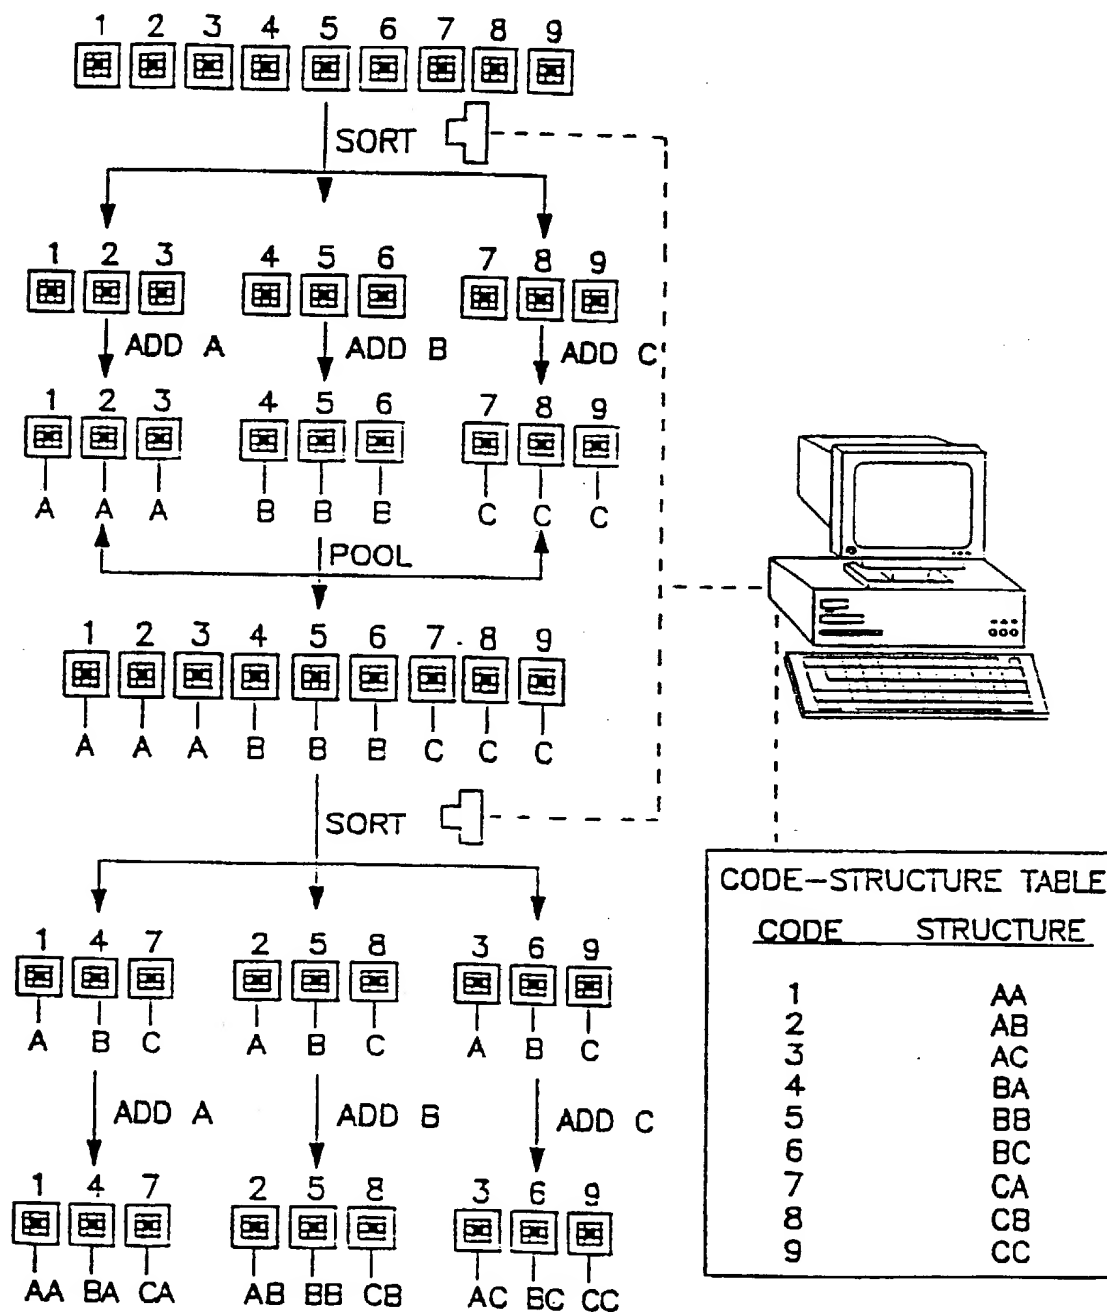 1 2 3 4 5 6 7 8 9
SORT
1 2 3 4 5 6 7 8 9
ADD A ADD B ADD C
1 2 3 4 5 6 7 8 9
A A A B B B C C C
POOL
1 2 3 4 5 6 7 8 9
A A A B B B C C C
SORT
1 4 7 2 5 8 3 6 9
A B C A B C A B C
ADD A ADD B ADD C
1 4 7 2 5 8 3 6 9
AA BA CA AB BB CB AC BC CC
CODE-STRUCTURE TABLE
CODE STRUCTURE
1 AA
2 AB
3 AC
4 BA
5 BB
6 BC
7 CA
8 CB
9 CC